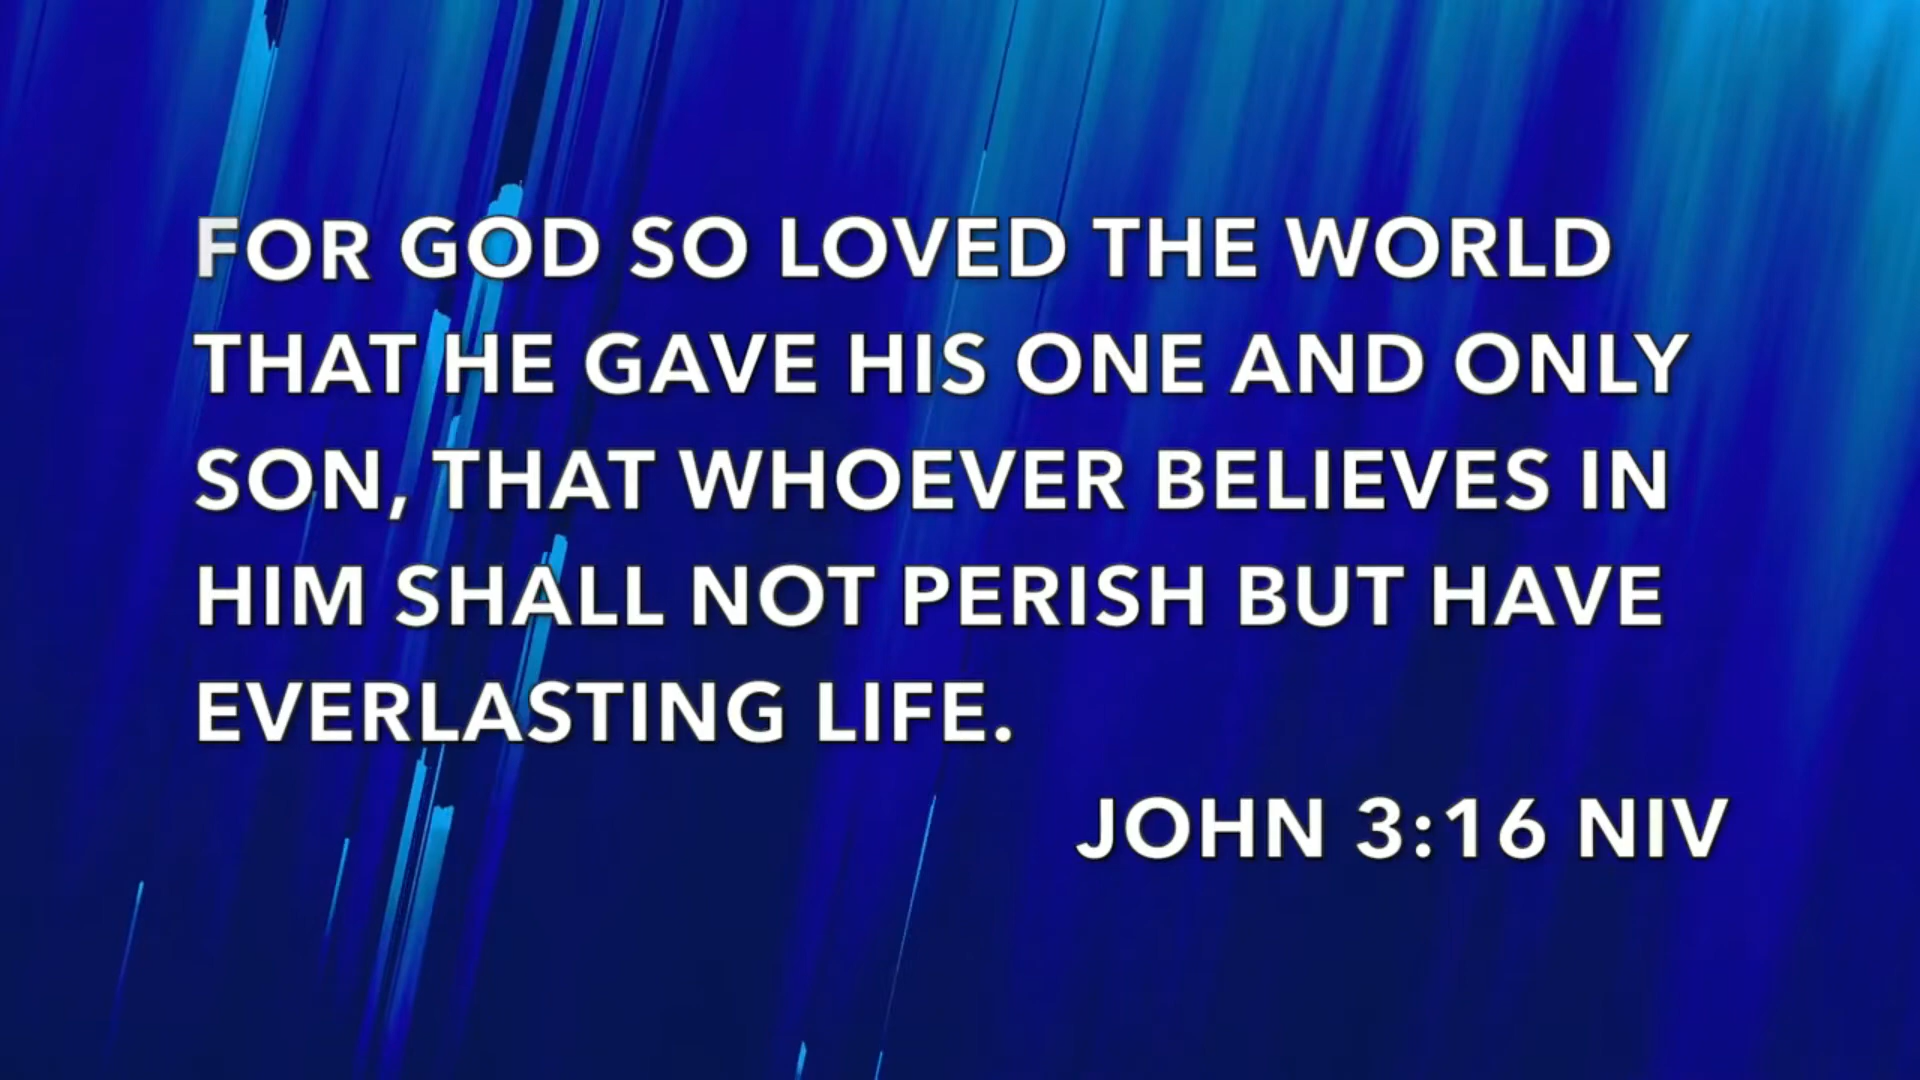 FOR GOD SO LOVED THE WORLD
THAT HE GAVE HIS ONE AND ONLY
SON, THAT WHOEVER BELIEVES IN
HIM SHALL NOT PERISH BUT HAVE
EVERLASTING LIFE.
JOHN 3:16 NIV